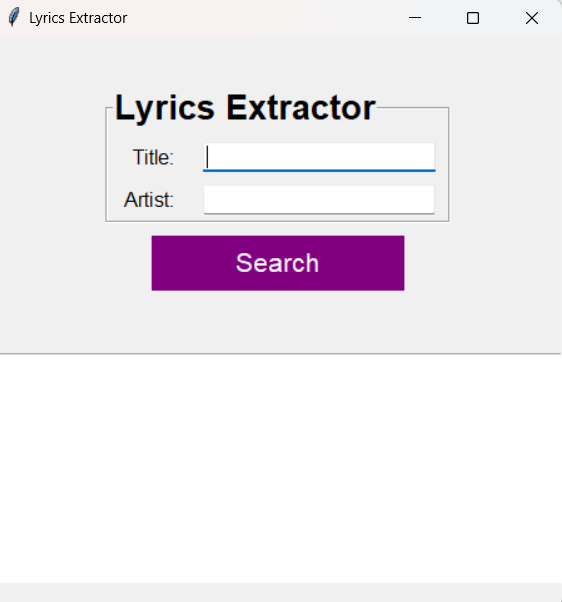 Lyrics Extractor
Lyrics Extractor
Title:
Artist:
Search